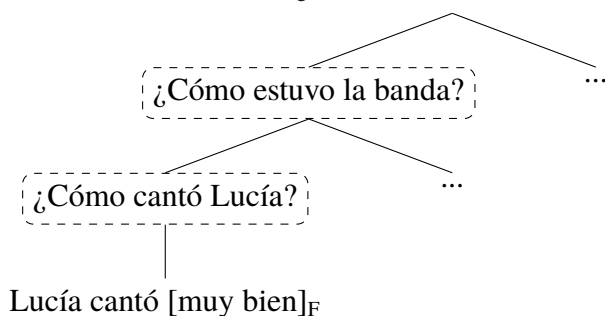 ¿Cómo estuvo la banda?
...
¿Cómo cantó Lucía?
...
Lucía cantó [muy bien]F